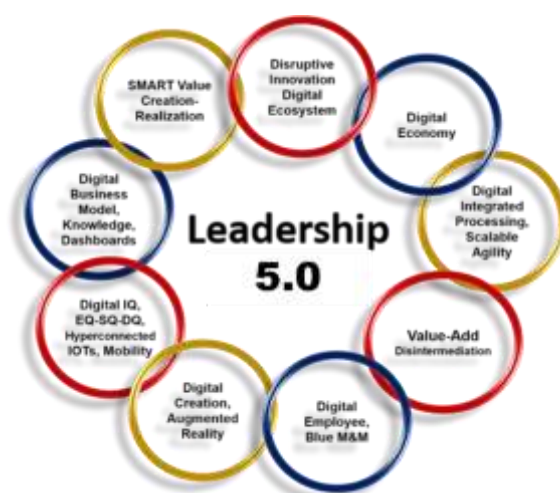 Leadership
5.0
Disruptive
Innovation
Digital
Ecosystem
Digital
Economy
Digital
Integrated
Processing,
Scalable
Agility
Value-Add
Disintermediation
Digital
Employee,
Blue M&M
Digital
Creation,
Augmented
Reality
Digital IQ,
EQ-SQ-DQ,
Hyperconnected
IOTs, Mobility
Digital
Business
Model,
Knowledge,
Dashboards
SMART Value
Creation-
Realization